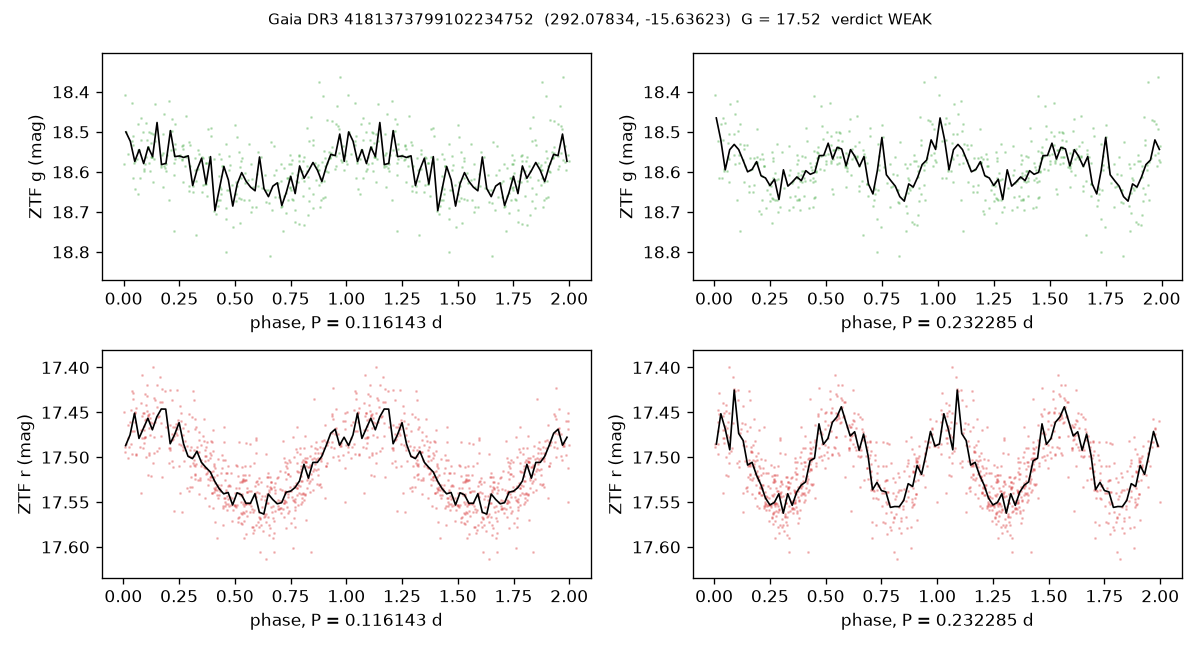 Gaia DR3 4181373799102234752  (292.07834, -15.63623)  G = 17.52  verdict WEAK
ZTF g (mag)
18.4
18.5
18.6
18.7
18.8
0.00 0.25 0.50 0.75 1.00 1.25 1.50 1.75 2.00
phase, P = 0.116143 d
ZTF g (mag)
18.4
18.5
18.6
18.7
18.8
0.00 0.25 0.50 0.75 1.00 1.25 1.50 1.75 2.00
phase, P = 0.232285 d
ZTF r (mag)
17.40
17.45
17.50
17.55
17.60
0.00 0.25 0.50 0.75 1.00 1.25 1.50 1.75 2.00
phase, P = 0.116143 d
ZTF r (mag)
17.40
17.45
17.50
17.55
17.60
0.00 0.25 0.50 0.75 1.00 1.25 1.50 1.75 2.00
phase, P = 0.232285 d